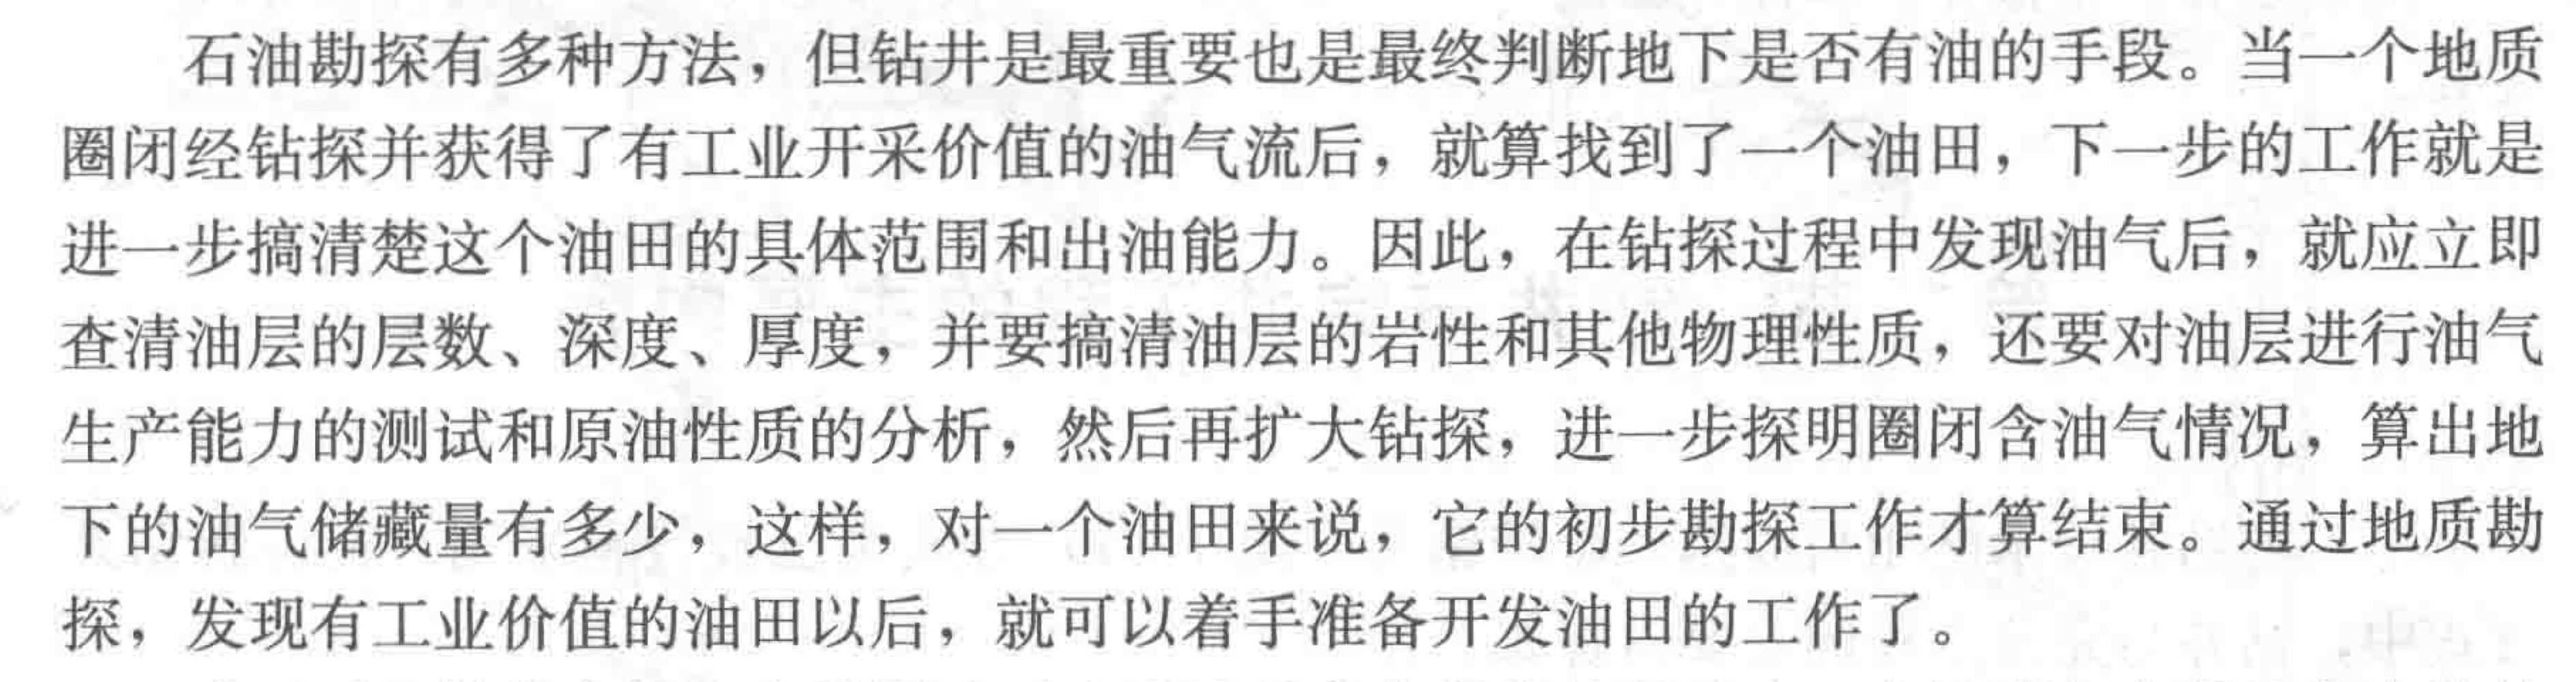 石油勘探有多种方法，但钻井是最重要也是最终判断地下是否有油的手段。当一个地质
圈闭经钻探并获得了有工业开采价值的油气流后，就算找到了一个油田，下一步的工作就是
进一步搞清楚这个油田的具体范围和出油能力。因此，在钻探过程中发现油气后，就应立即
查清油层的层数、深度、厚度，并要搞清油层的岩性和其他物理性质，还要对油层进行油气
生产能力的测试和原油性质的分析，然后再扩大钻探，进一步探明圈闭含油气情况，算出地
下的油气储藏量有多少，这样，对一个油田来说，它的初步勘探工作才算结束。通过地质勘
探，发现有工业价值的油田以后，就可以着手准备开发油田的工作了。